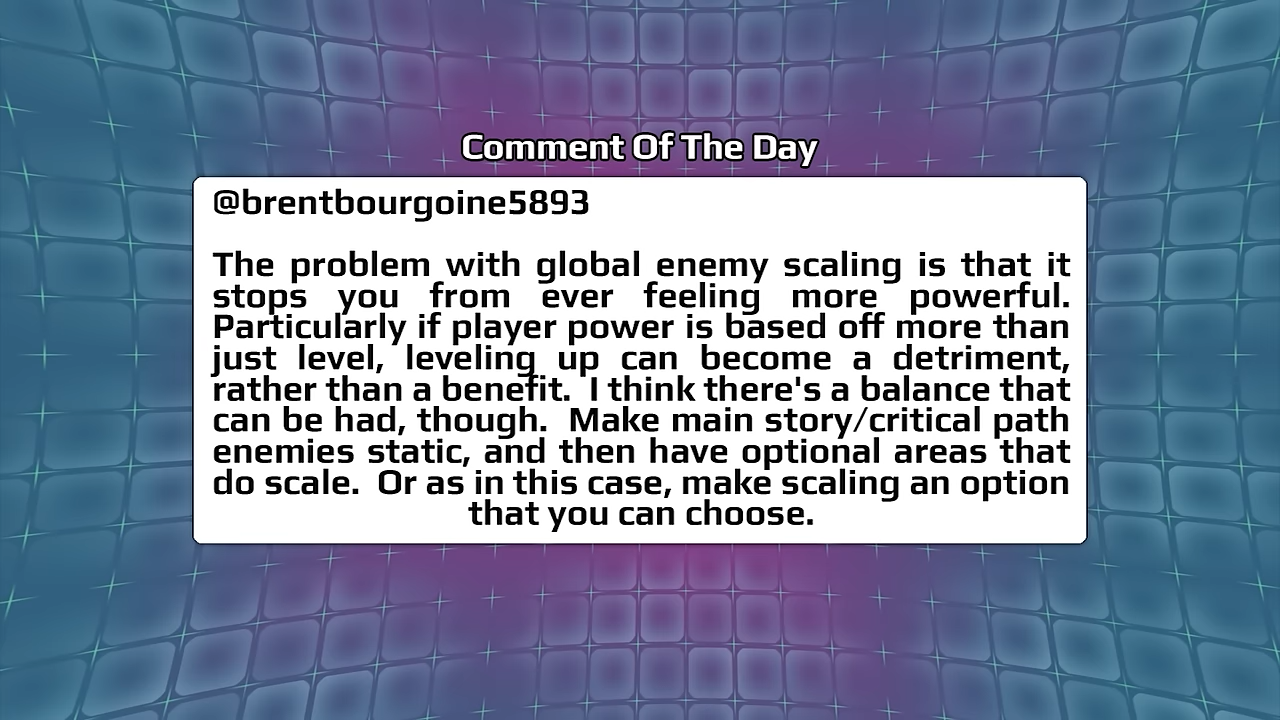 Comment Of The Day
@brentbourgoine5893
The problem with global enemy scaling is that it
stops you from ever feeling more powerful.
Particularly if player power is based off more than
just level, leveling up can become a detriment,
rather than a benefit.  I think there's a balance that
can be had, though.  Make main story/critical path
enemies static, and then have optional areas that
do scale.  Or as in this case, make scaling an option
that you can choose.